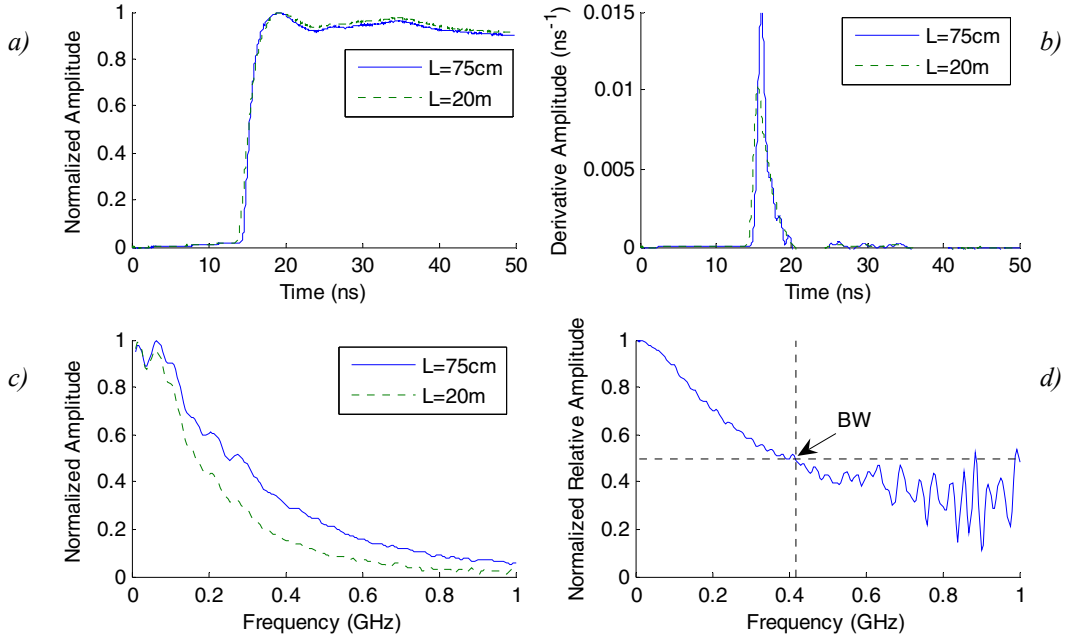 a)
Normalized Amplitude
1
0.8
0.6
0.4
0.2
0
0 10 20 30 40 50
Time (ns)
L=75cm
L=20m
b)
Derivative Amplitude (ns⁻¹)
0.015
0.01
0.005
0
0 10 20 30 40 50
Time (ns)
L=75cm
L=20m
c)
Normalized Amplitude
1
0.8
0.6
0.4
0.2
0
0 0.2 0.4 0.6 0.8 1
Frequency (GHz)
L=75cm
L=20m
d)
Normalized Relative Amplitude
1
0.8
0.6
0.4
0.2
0
0 0.2 0.4 0.6 0.8 1
Frequency (GHz)
BW